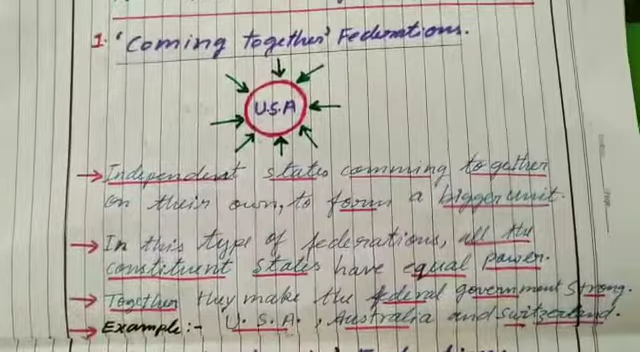 1. 'Coming together' Federations.
U.S.A
→ Independent states comming together
on their own, to form a bigger unit.
→ In this type of federations, all the
constituent States have equal power.
→ Together they make the federal government strong.
→ Example:- U.S.A., Australia and Switzerland.